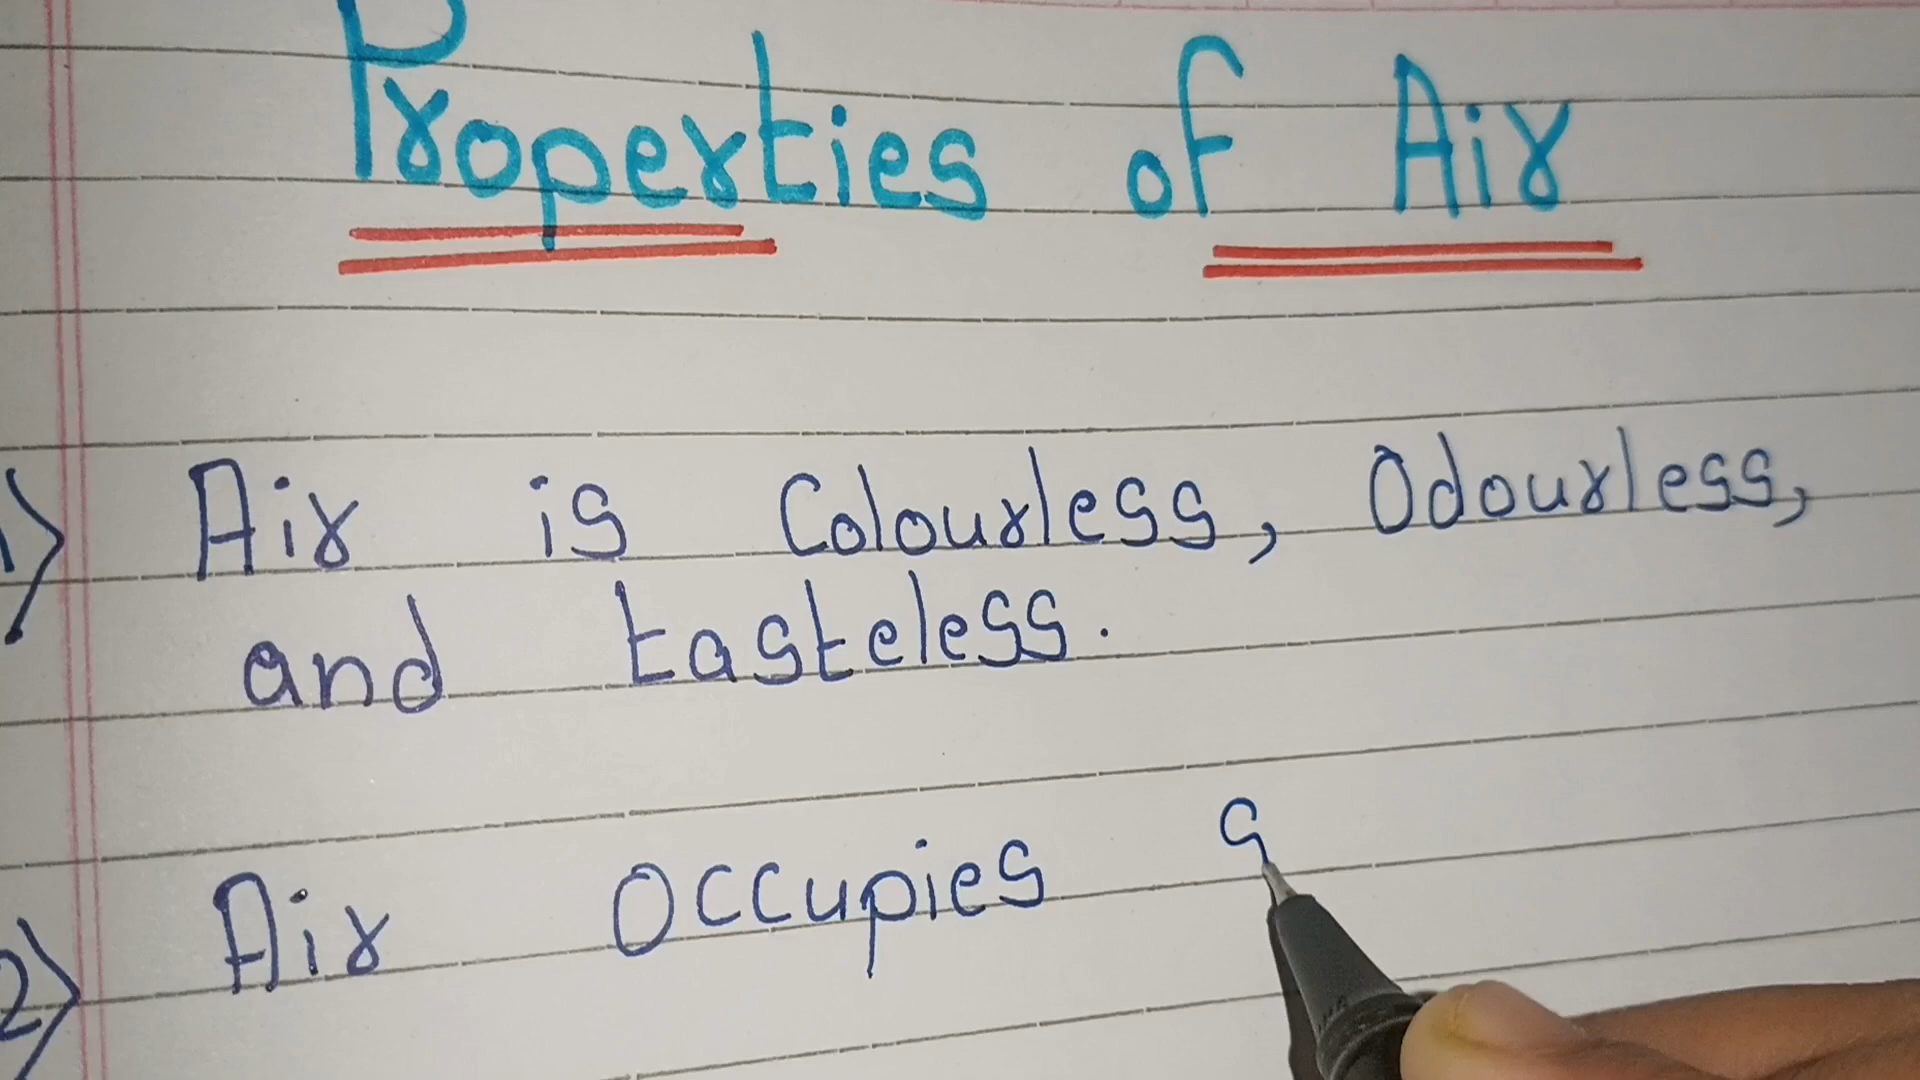 Properties of Air
1) Air is Colourless, Odourless,
and tasteless.
2) Air Occupies s